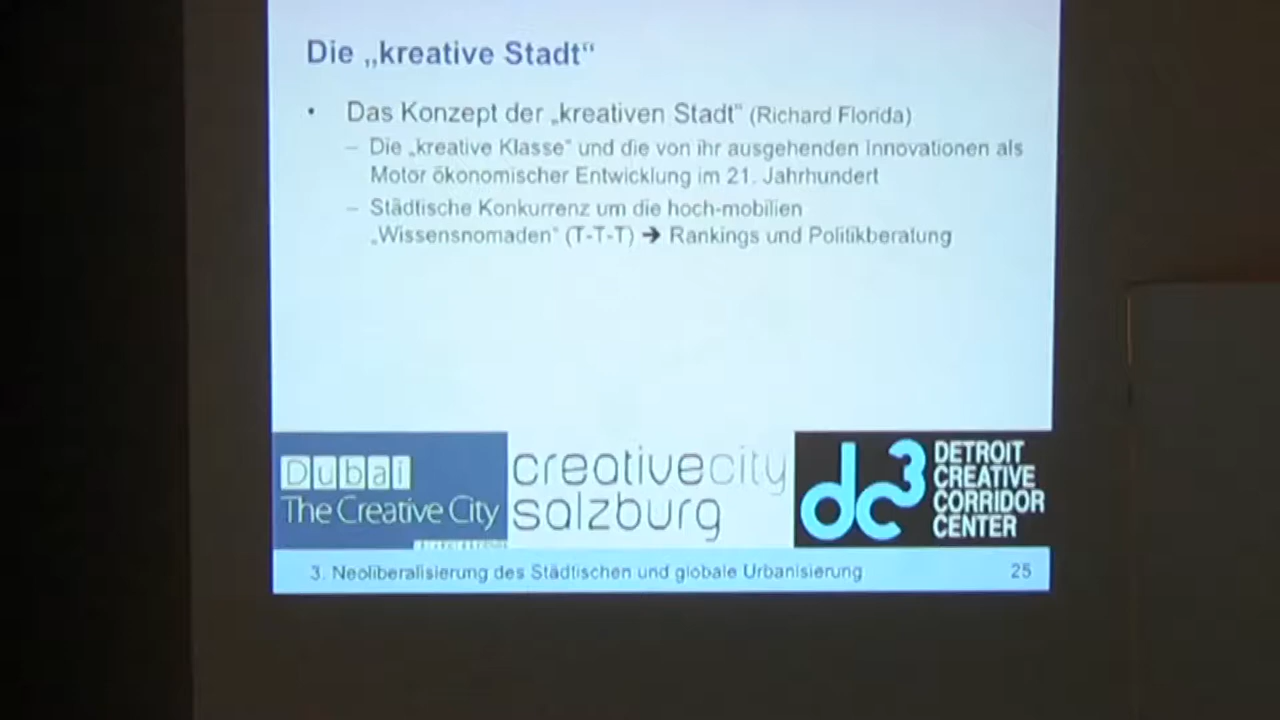 Die „kreative Stadt“
• Das Konzept der „kreativen Stadt“ (Richard Florida)
– Die „kreative Klasse“ und die von ihr ausgehenden Innovationen als
Motor ökonomischer Entwicklung im 21. Jahrhundert
– Städtische Konkurrenz um die hoch-mobilien
„Wissensnomaden“ (T-T-T) ➔ Rankings und Politikberatung
Dubai
The Creative City
creativecity
salzburg
dc3
DETROIT
CREATIVE
CORRIDOR
CENTER
3. Neoliberalisierung des Städtischen und globale Urbanisierung
25